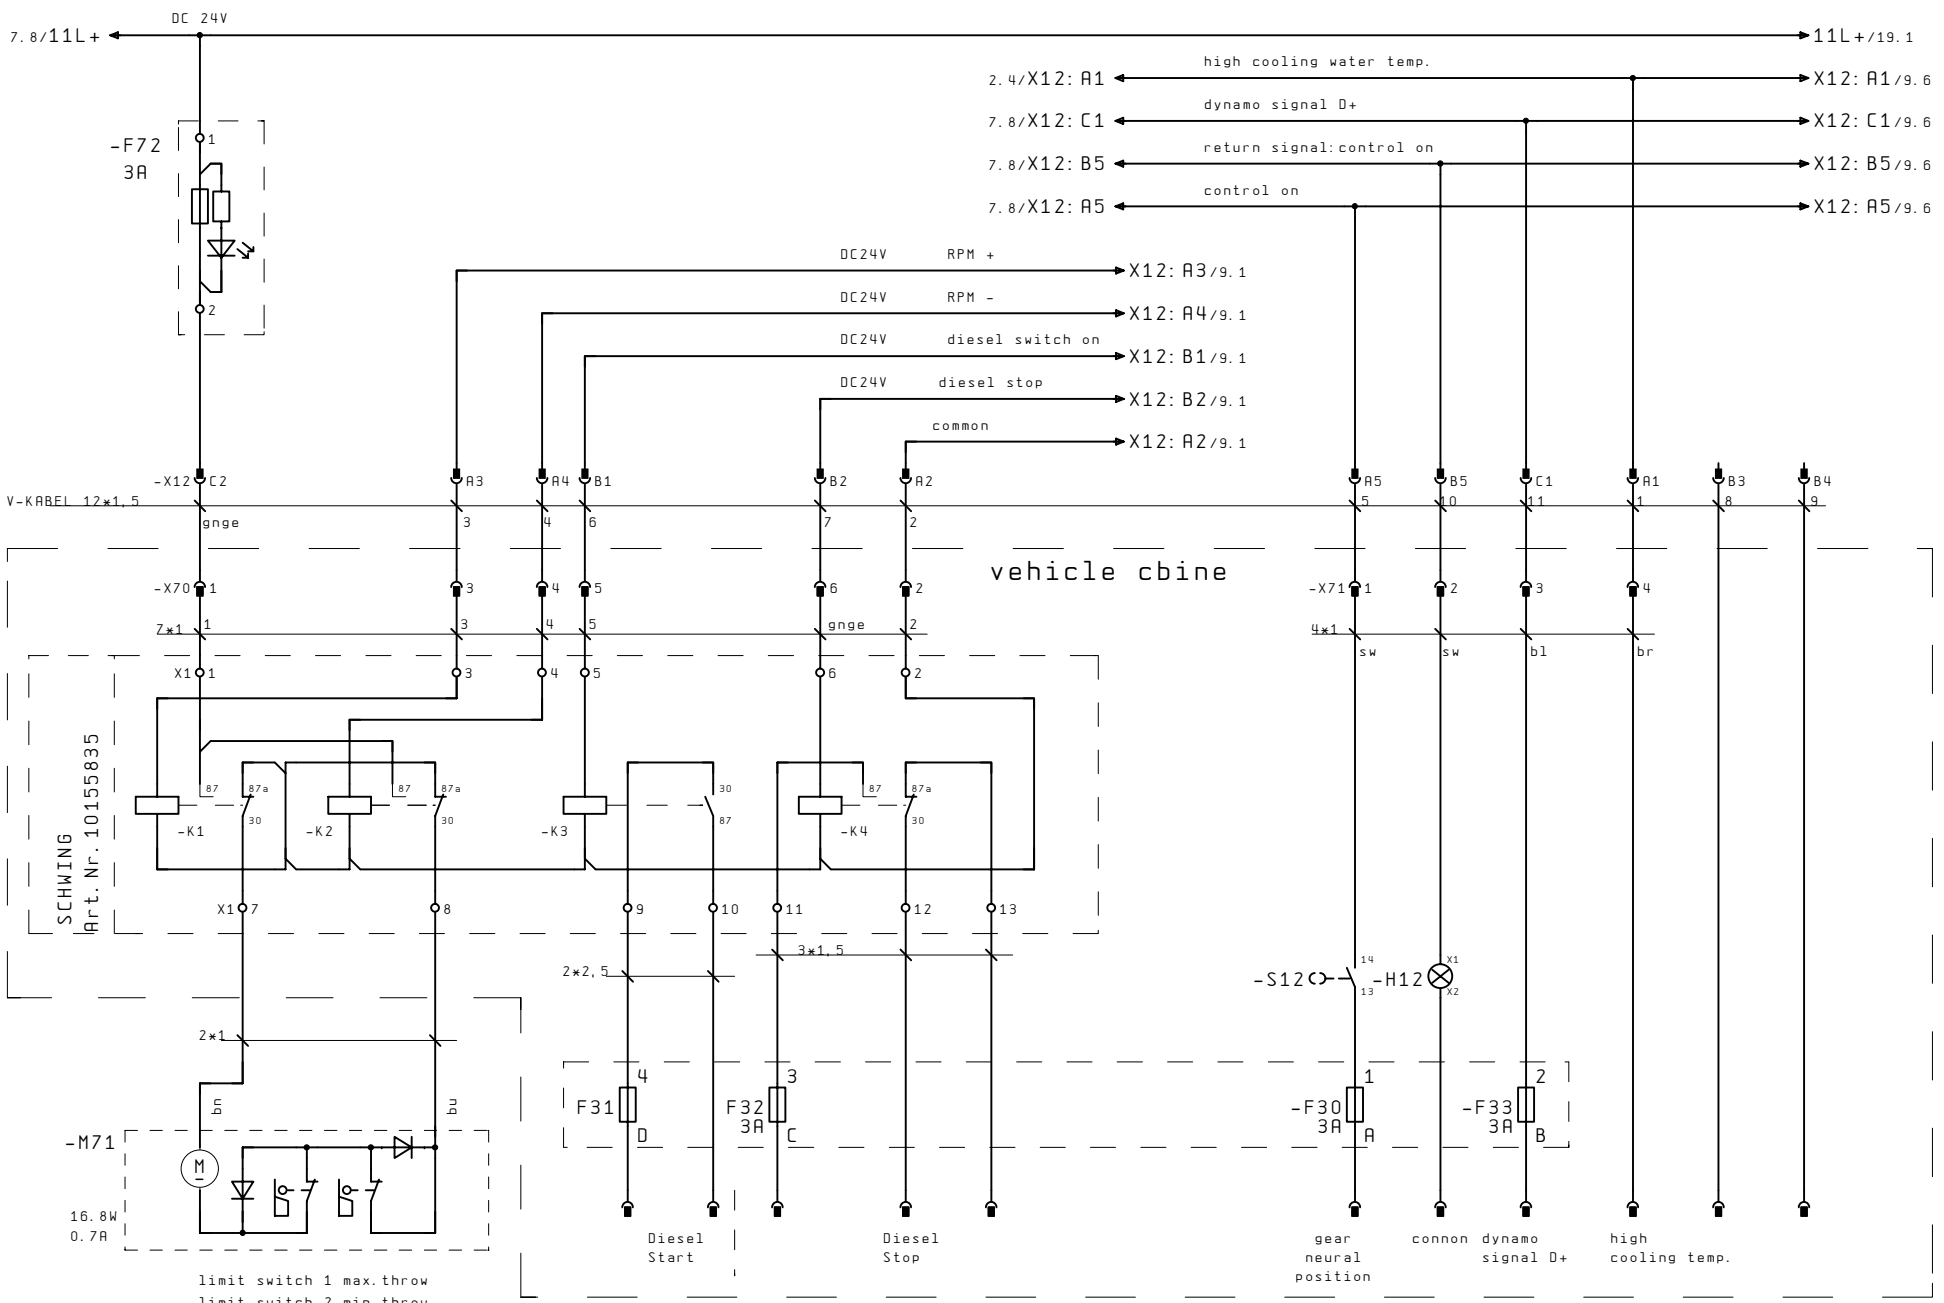 DC 24V
7.8/11L+
11L+/19.1
high cooling water temp.
2.4/X12:A1
X12:A1/9.6
dynamo signal D+
7.8/X12:C1
X12:C1/9.6
return signal:control on
7.8/X12:B5
X12:B5/9.6
control on
7.8/X12:A5
X12:A5/9.6
-F72
3A
1
2
DC24V RPM +
X12:A3/9.1
DC24V RPM -
X12:A4/9.1
DC24V diesel switch on
X12:B1/9.1
DC24V diesel stop
X12:B2/9.1
common
X12:A2/9.1
-X12 C2 A3 A4 B1 B2 A2 A5 B5 C1 A1 B3 B4
V-KABEL 12*1,5
5 10 11 1 8 9
gnge 3 4 6 7 2
vehicle cbine
-X70 1 3 4 5 6 2 -X71 1 2 3 4
7*1 1 3 4 5 gnge 2 4*1
sw sw bl br
X1 1 3 4 5 6 2
SCHWING
Art.Nr.10155835
87 87a 87 87a 30 87 87a
-K1 30 -K2 30 -K3 87 -K4 30
X1 7 8 9 10 11 12 13
3*1,5
2*2,5
-S12 14 13
-H12 X1 X2
2*1
bn bu
F31 4 D
F32 3A 3 C
-F30 3A 1 A
-F33 3A 2 B
-M71
M
16.8W
0.7A
Diesel
Start
Diesel
Stop
gear
neural
position
connon
dynamo
signal D+
high
cooling temp.
limit switch 1 max.throw
limit switch 2 min.throw